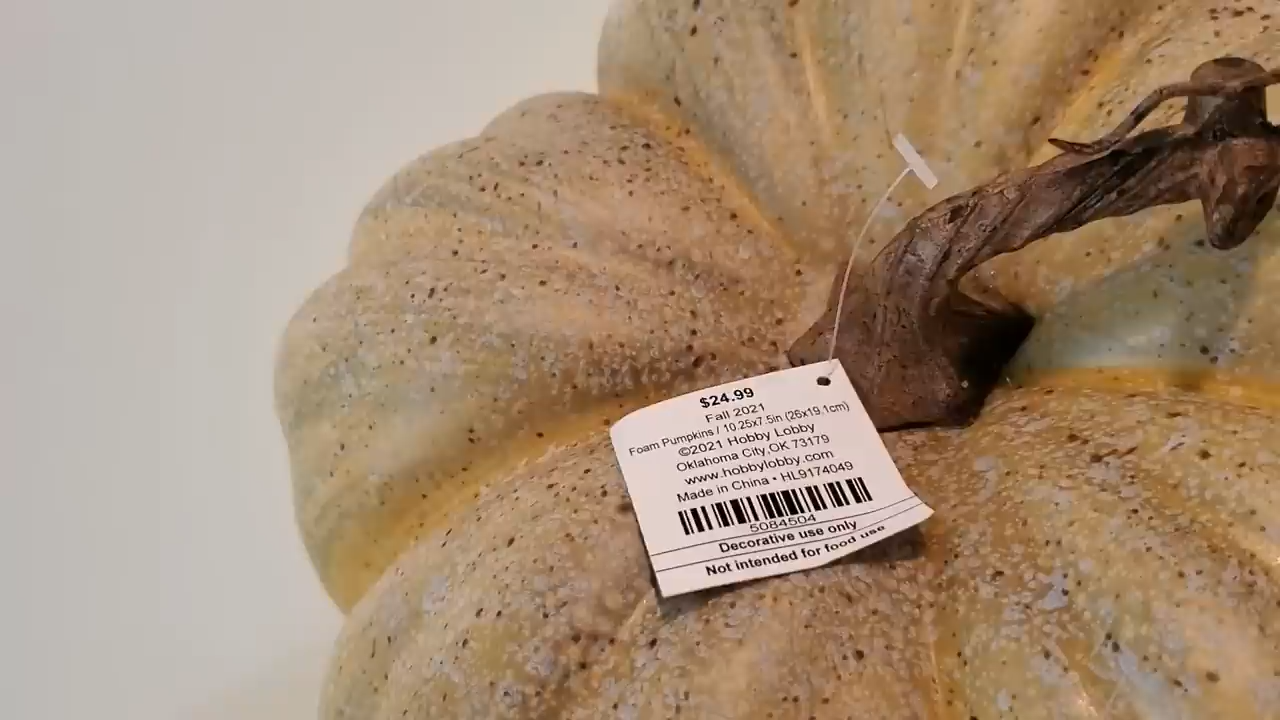 $24.99
Fall 2021
Foam Pumpkins / 10.25x7.5in (26x19.1cm)
©2021 Hobby Lobby
Oklahoma City, OK 73179
www.hobbylobby.com
Made in China • HL9174049
5084504
Decorative use only
Not intended for food use